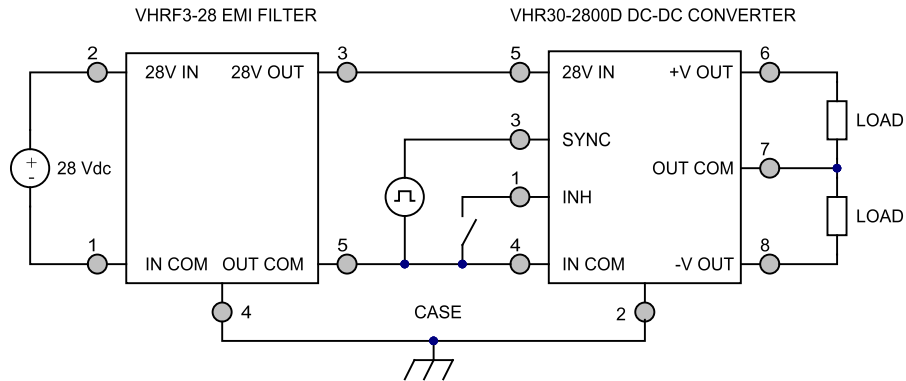 VHRF3-28 EMI FILTER
VHR30-2800D DC-DC CONVERTER
2
28V IN
28V OUT
3
5
28V IN
+V OUT
6
3
SYNC
LOAD
+
-
28 Vdc
OUT COM
7
1
INH
LOAD
1
IN COM
OUT COM
5
4
IN COM
-V OUT
8
4
CASE
2